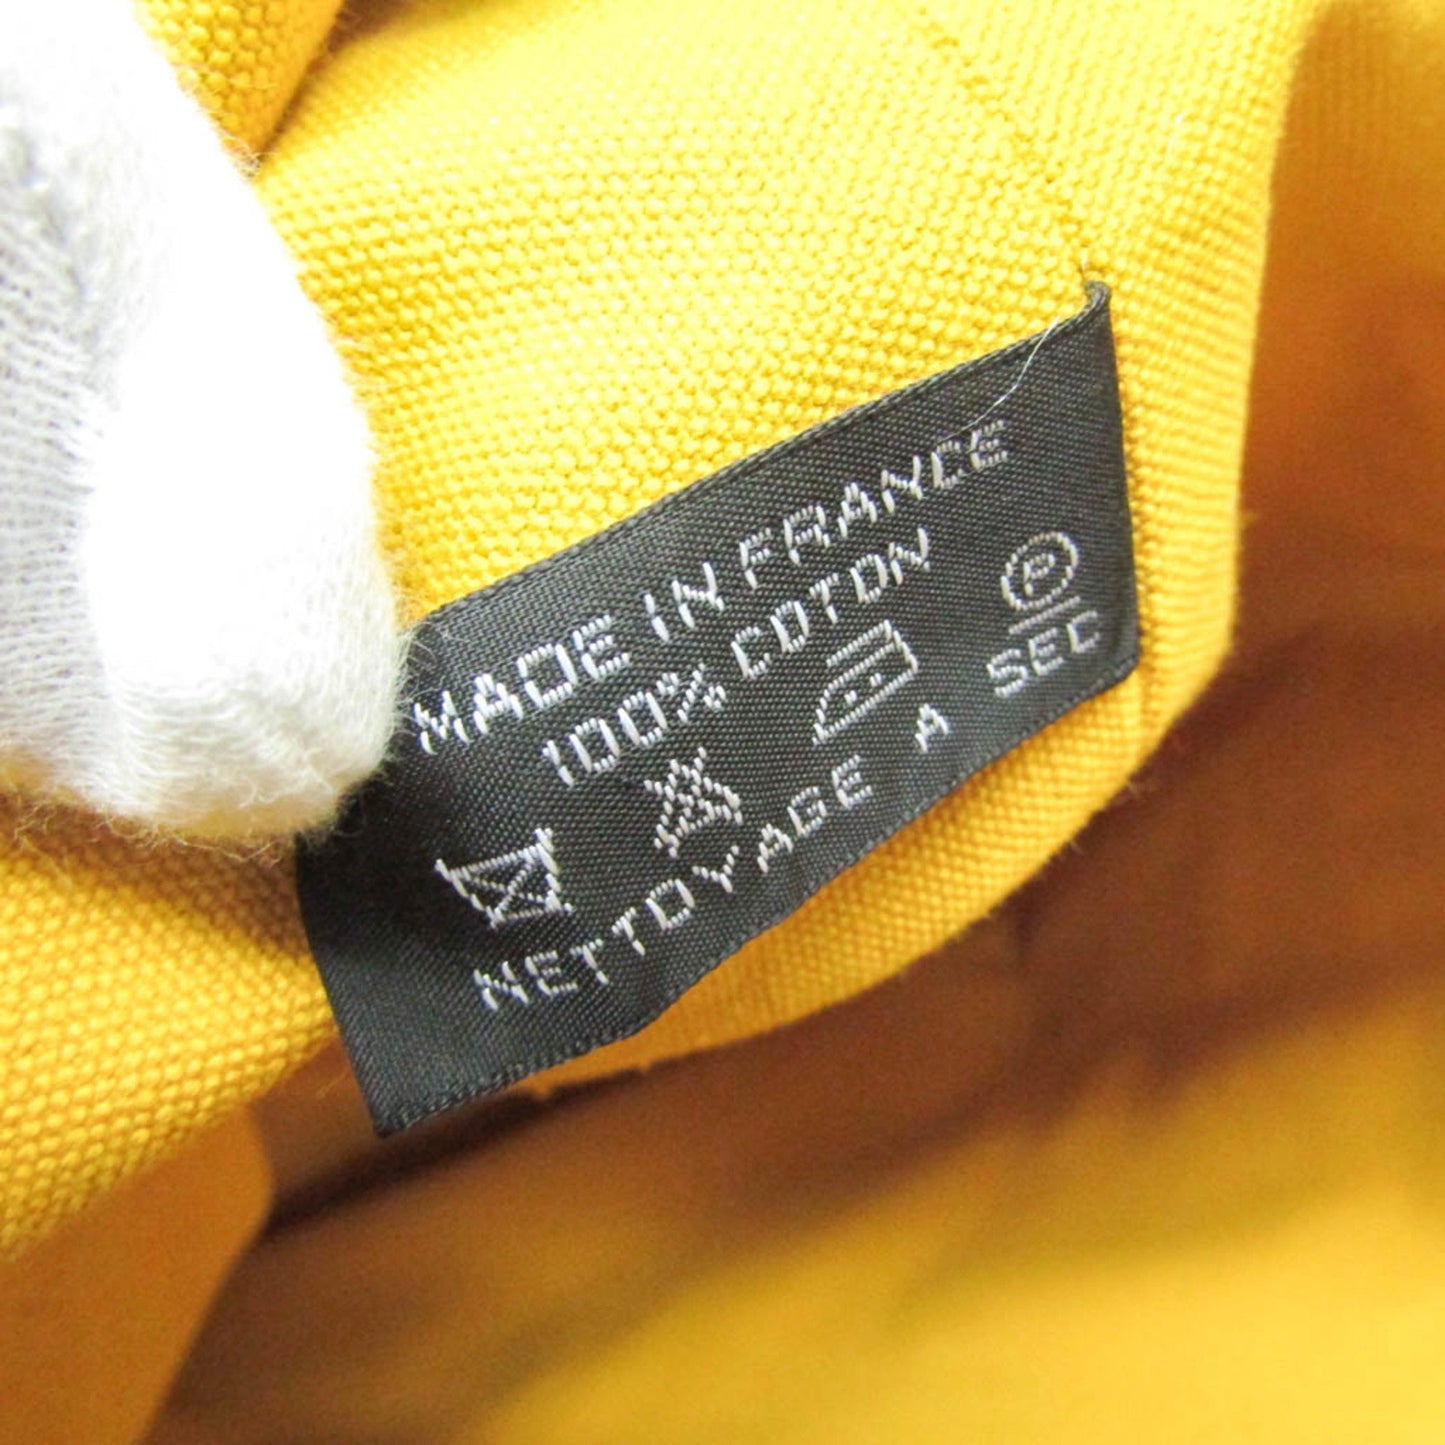 MADE IN FRANCE
100% COTON
P
NETTOYAGE A SEC